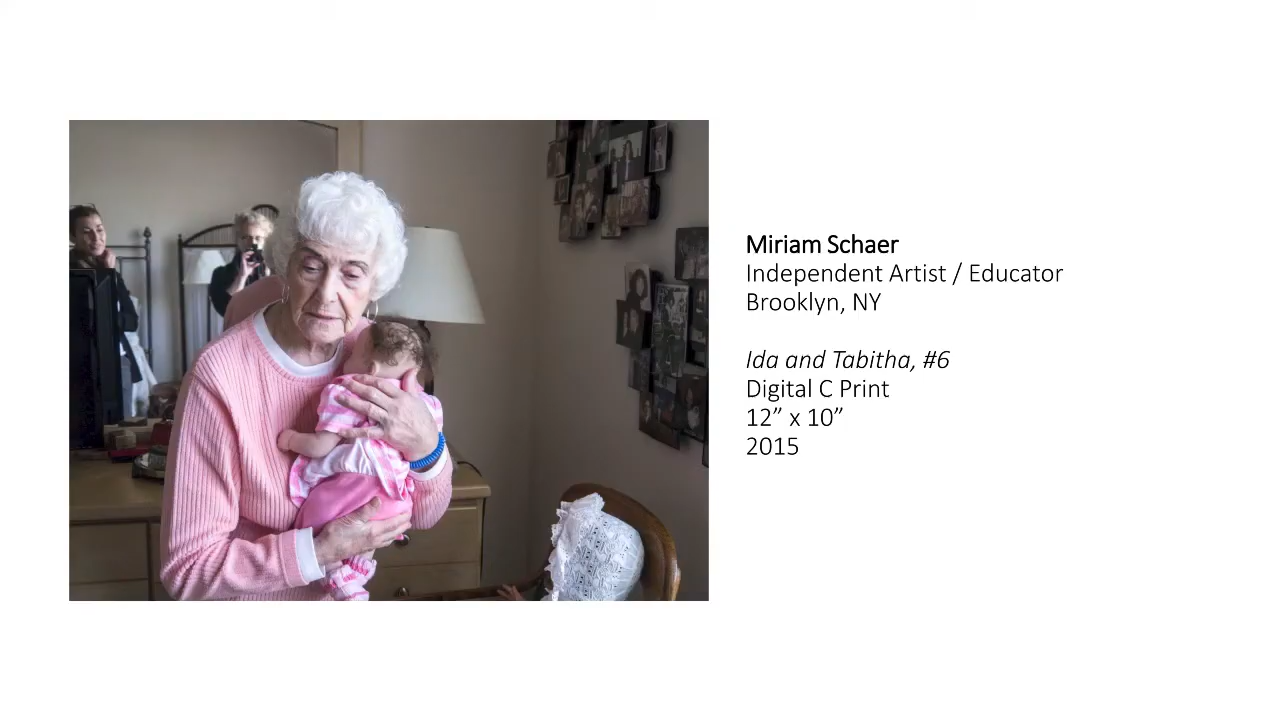 Miriam Schaer
Independent Artist / Educator
Brooklyn, NY
Ida and Tabitha, #6
Digital C Print
12” x 10”
2015